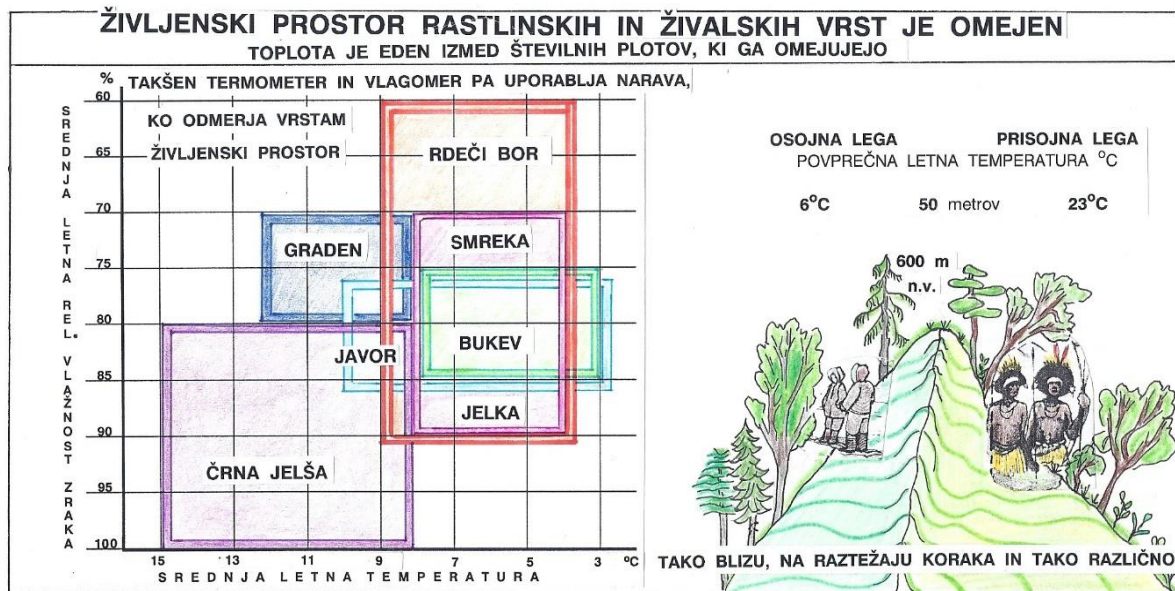 ŽIVLJENSKI PROSTOR RASTLINSKIH IN ŽIVALSKIH VRST JE OMEJEN
TOPLOTA JE EDEN IZMED ŠTEVILNIH PLOTOV, KI GA OMEJUJEJO
% TAKŠEN TERMOMETER IN VLAGOMER PA UPORABLJA NARAVA,
KO ODMERJA VRSTAM
ŽIVLJENSKI PROSTOR
SREDNJA LETNA REL. VLAŽNOST ZRAKA
60
65
70
75
80
85
90
95
100
RDEČI BOR
GRADEN
SMREKA
JAVOR
BUKEV
JELKA
ČRNA JELŠA
15 13 11 9 7 5 3 °C
SREDNJA LETNA TEMPERATURA
OSOJNA LEGA PRISOJNA LEGA
POVPREČNA LETNA TEMPERATURA °C
6°C 50 metrov 23°C
600 m
n.v.
TAKO BLIZU, NA RAZTEŽAJU KORAKA IN TAKO RAZLIČNO